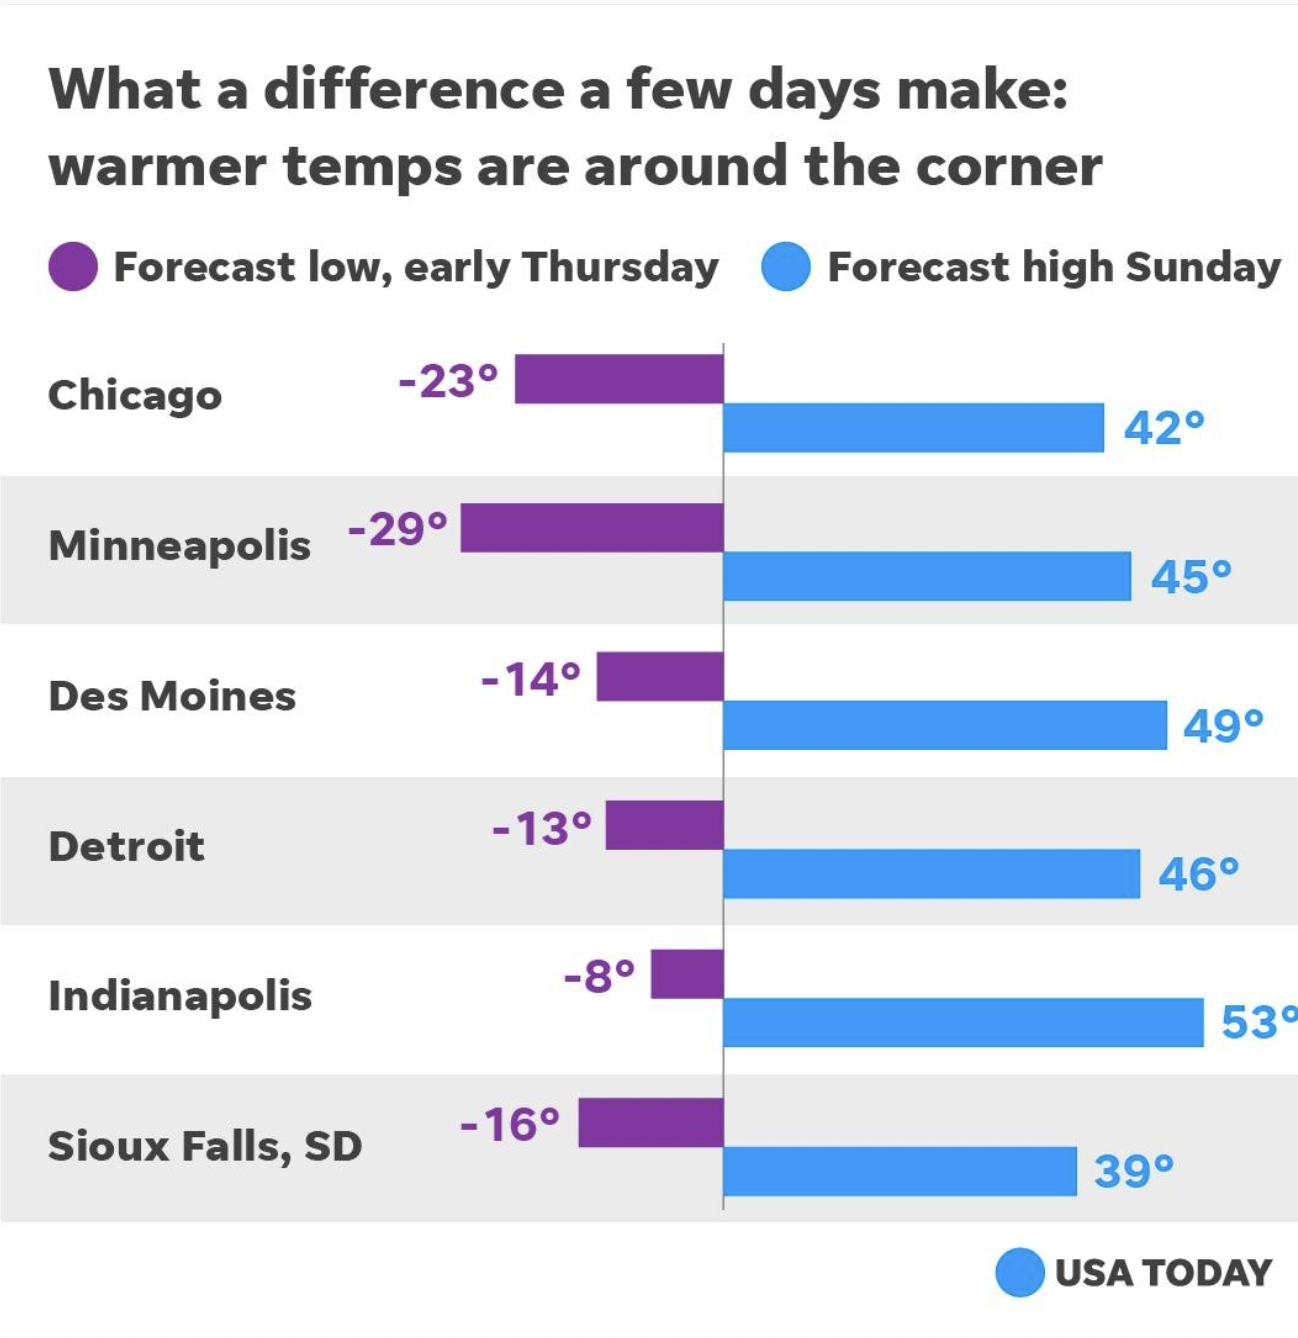 What a difference a few days make:
warmer temps are around the corner
Forecast low, early Thursday
Forecast high Sunday
Chicago
-23°
42°
Minneapolis
-29°
45°
Des Moines
-14°
49°
Detroit
-13°
46°
Indianapolis
-8°
53°
Sioux Falls, SD
-16°
39°
USA TODAY